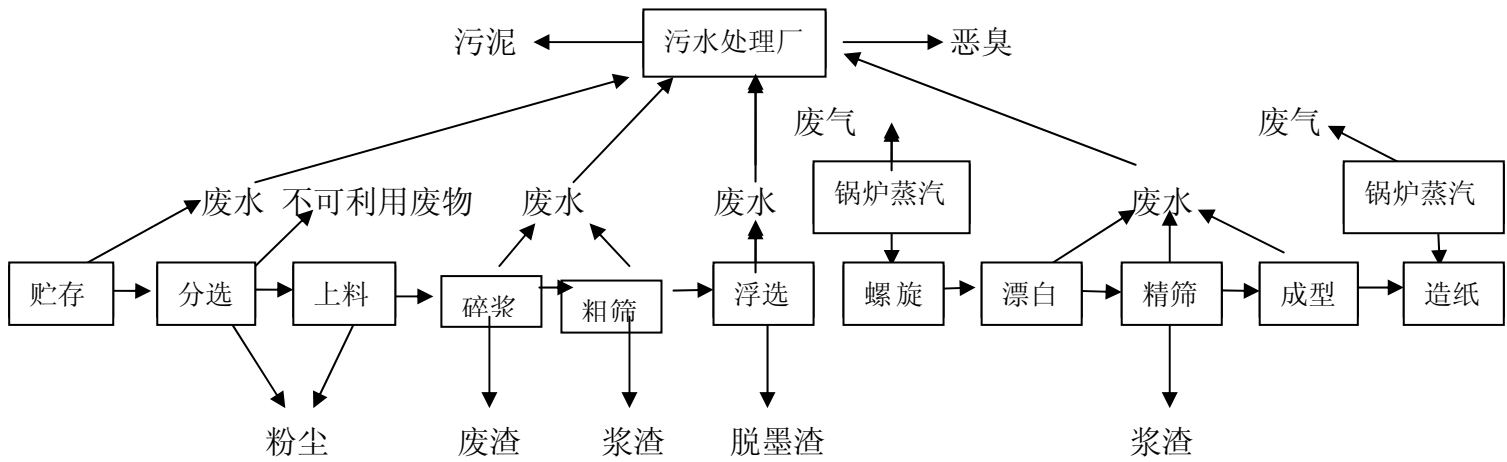 污泥 污水处理厂 恶臭
废气 废气
废水 不可利用废物 废水 废水 锅炉蒸汽 废水 锅炉蒸汽
贮存 分选 上料 碎浆 粗筛 浮选 螺旋 漂白 精筛 成型 造纸
粉尘 废渣 浆渣 脱墨渣 浆渣